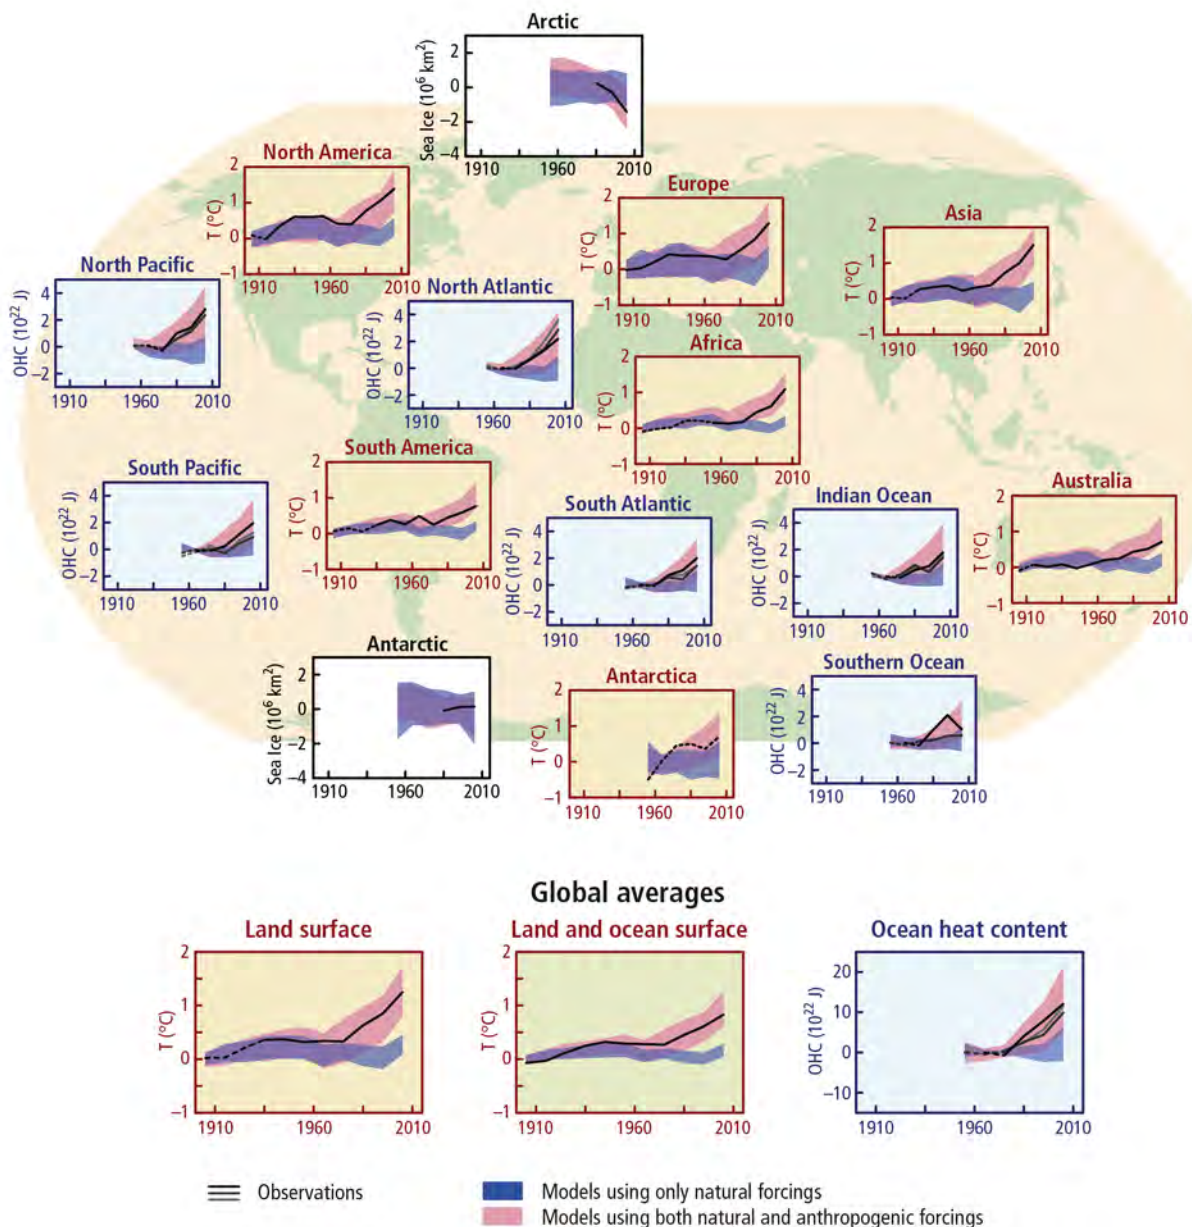 Arctic
Sea Ice (10⁶ km²)
2
0
−2
−4
1910 1960 2010
North America
T (°C)
2
1
0
−1
1910 1960 2010
Europe
T (°C)
2
1
0
−1
1910 1960 2010
Asia
T (°C)
2
1
0
−1
1910 1960 2010
North Pacific
OHC (10²² J)
4
2
0
−2
1910 1960 2010
North Atlantic
OHC (10²² J)
4
2
0
−2
1910 1960 2010
Africa
T (°C)
2
1
0
−1
1910 1960 2010
South Pacific
OHC (10²² J)
4
2
0
−2
1910 1960 2010
South America
T (°C)
2
1
0
−1
1910 1960 2010
South Atlantic
OHC (10²² J)
4
2
0
−2
1910 1960 2010
Indian Ocean
OHC (10²² J)
4
2
0
−2
1910 1960 2010
Australia
T (°C)
2
1
0
−1
1910 1960 2010
Antarctic
Sea Ice (10⁶ km²)
2
0
−2
−4
1910 1960 2010
Antarctica
T (°C)
2
1
0
−1
1910 1960 2010
Southern Ocean
OHC (10²² J)
4
2
0
−2
1910 1960 2010
Global averages
Land surface
T (°C)
2
1
0
−1
1910 1960 2010
Land and ocean surface
T (°C)
2
1
0
−1
1910 1960 2010
Ocean heat content
OHC (10²² J)
20
10
0
−10
1910 1960 2010
Observations
Models using only natural forcings
Models using both natural and anthropogenic forcings